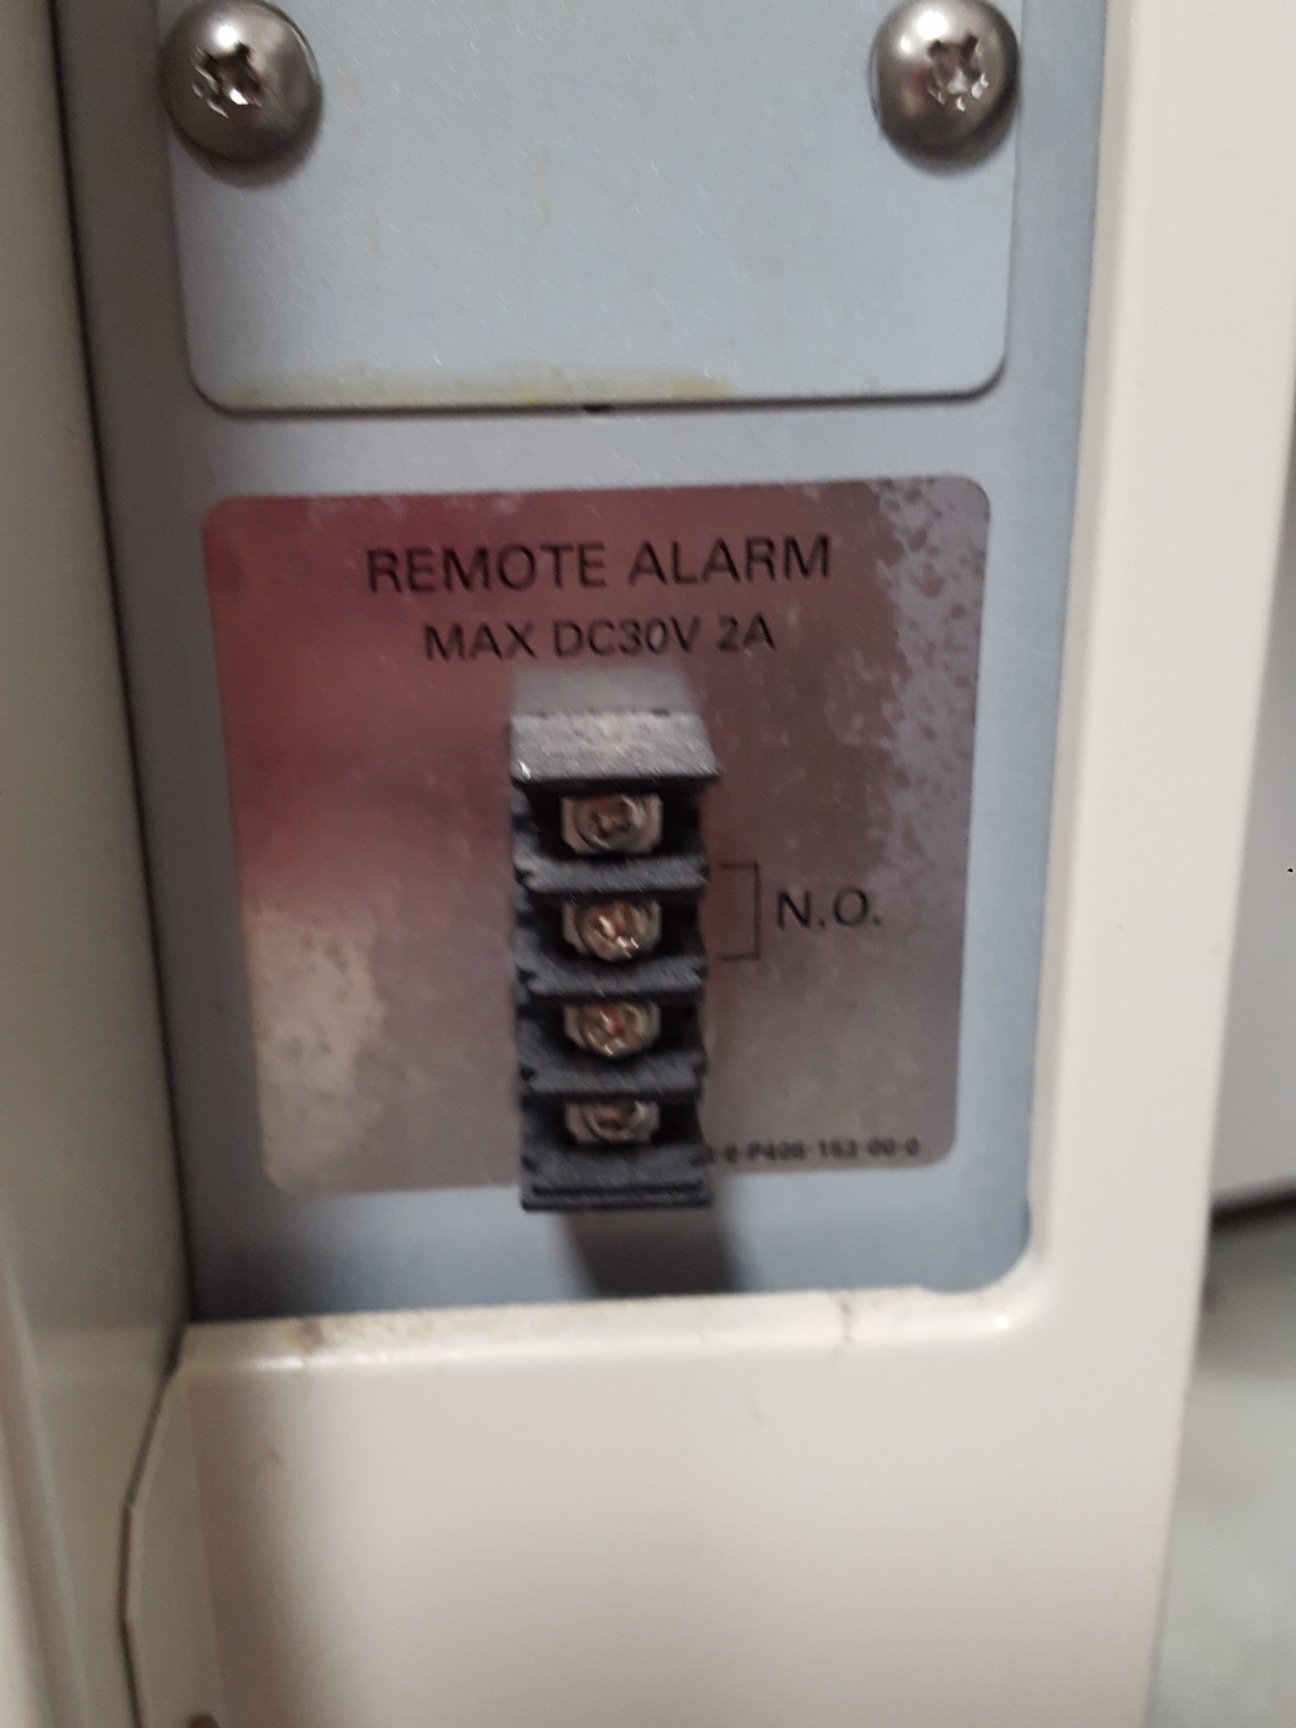 REMOTE ALARM
MAX DC30V 2A
N.O.